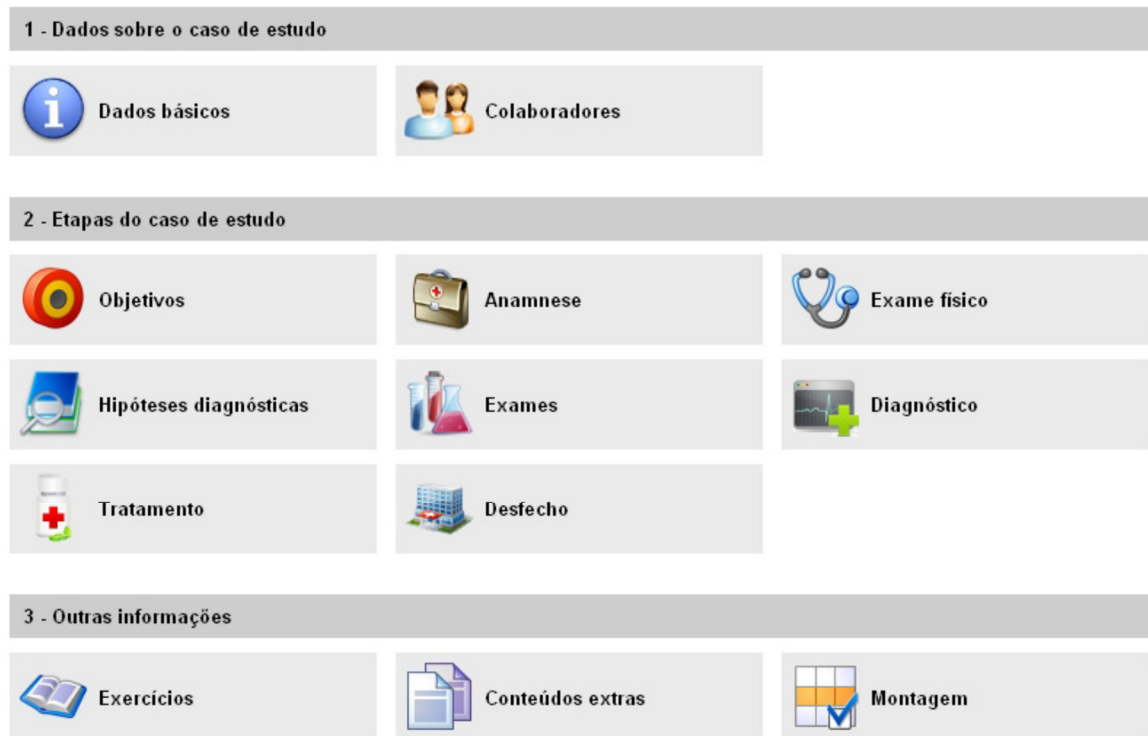 1 - Dados sobre o caso de estudo
Dados básicos
Colaboradores
2 - Etapas do caso de estudo
Objetivos
Anamnese
Exame físico
Hipóteses diagnósticas
Exames
Diagnóstico
Tratamento
Desfecho
3 - Outras informações
Exercícios
Conteúdos extras
Montagem